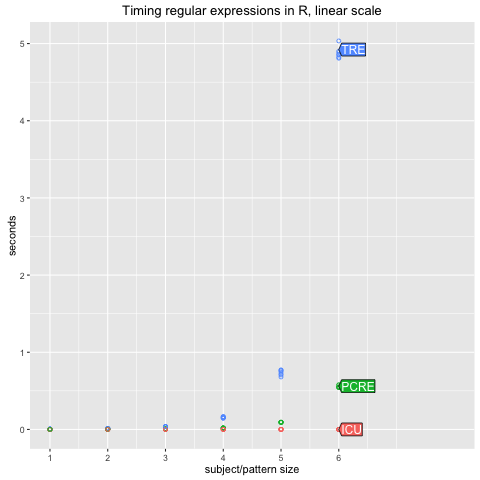 Timing regular expressions in R, linear scale
5
4
3
2
1
0
seconds
TRE
PCRE
ICU
1 2 3 4 5 6
subject/pattern size